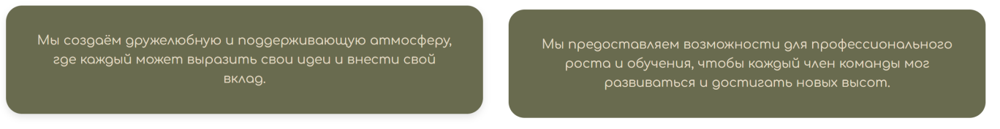 Мы создаём дружелюбную и поддерживающую атмосферу,
где каждый может выразить свои идеи и внести свой
вклад.
Мы предоставляем возможности для профессионального
роста и обучения, чтобы каждый член команды мог
развиваться и достигать новых высот.